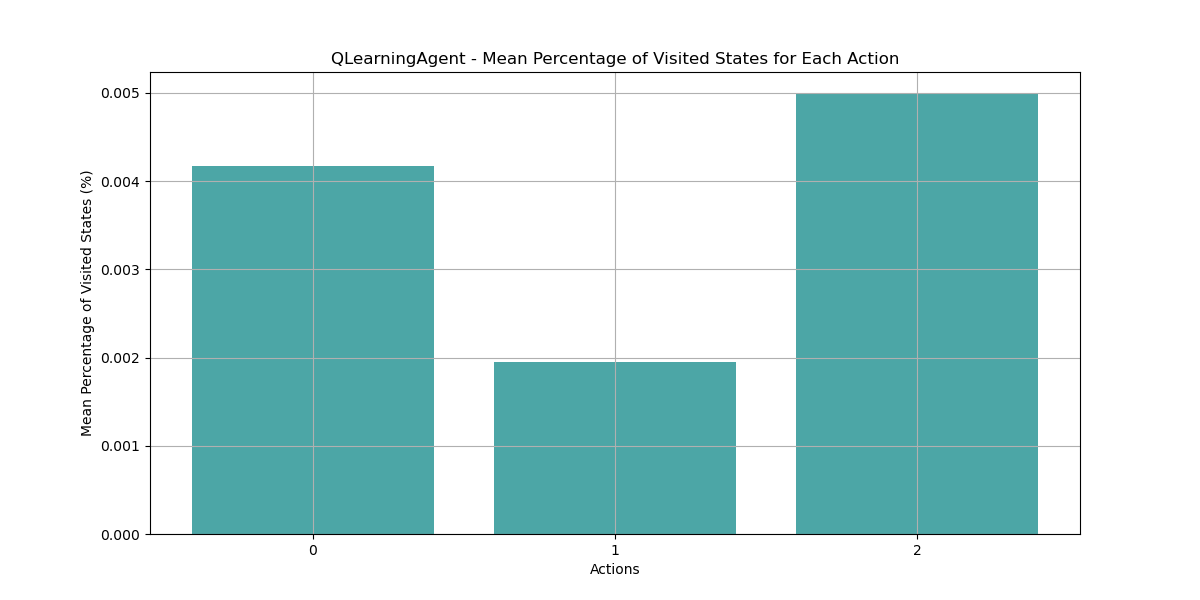 QLearningAgent - Mean Percentage of Visited States for Each Action
Mean Percentage of Visited States (%)
0.005
0.004
0.003
0.002
0.001
0.000
0 1 2
Actions